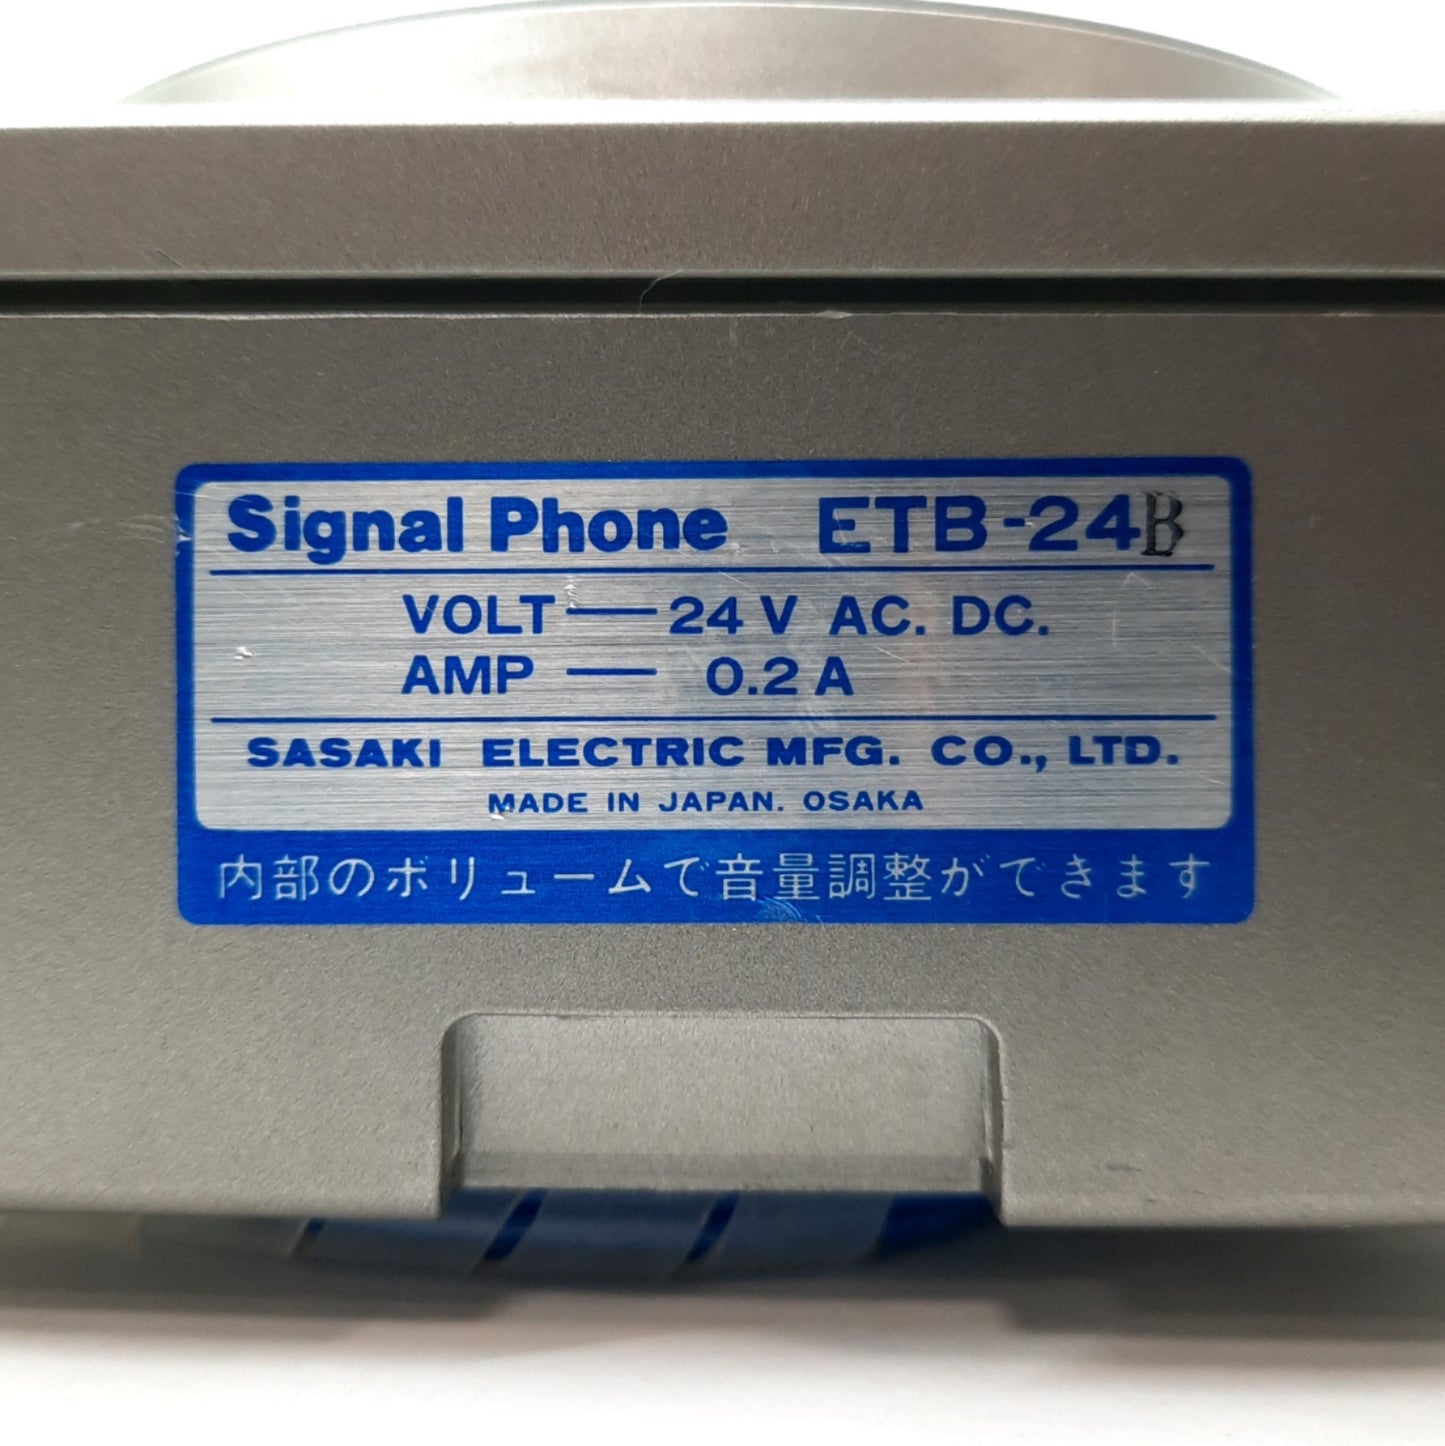 Signal Phone ETB-24B
VOLT — 24 V AC. DC.
AMP — 0.2 A
SASAKI ELECTRIC MFG. CO., LTD.
MADE IN JAPAN. OSAKA
内部のボリュームで音量調整ができます